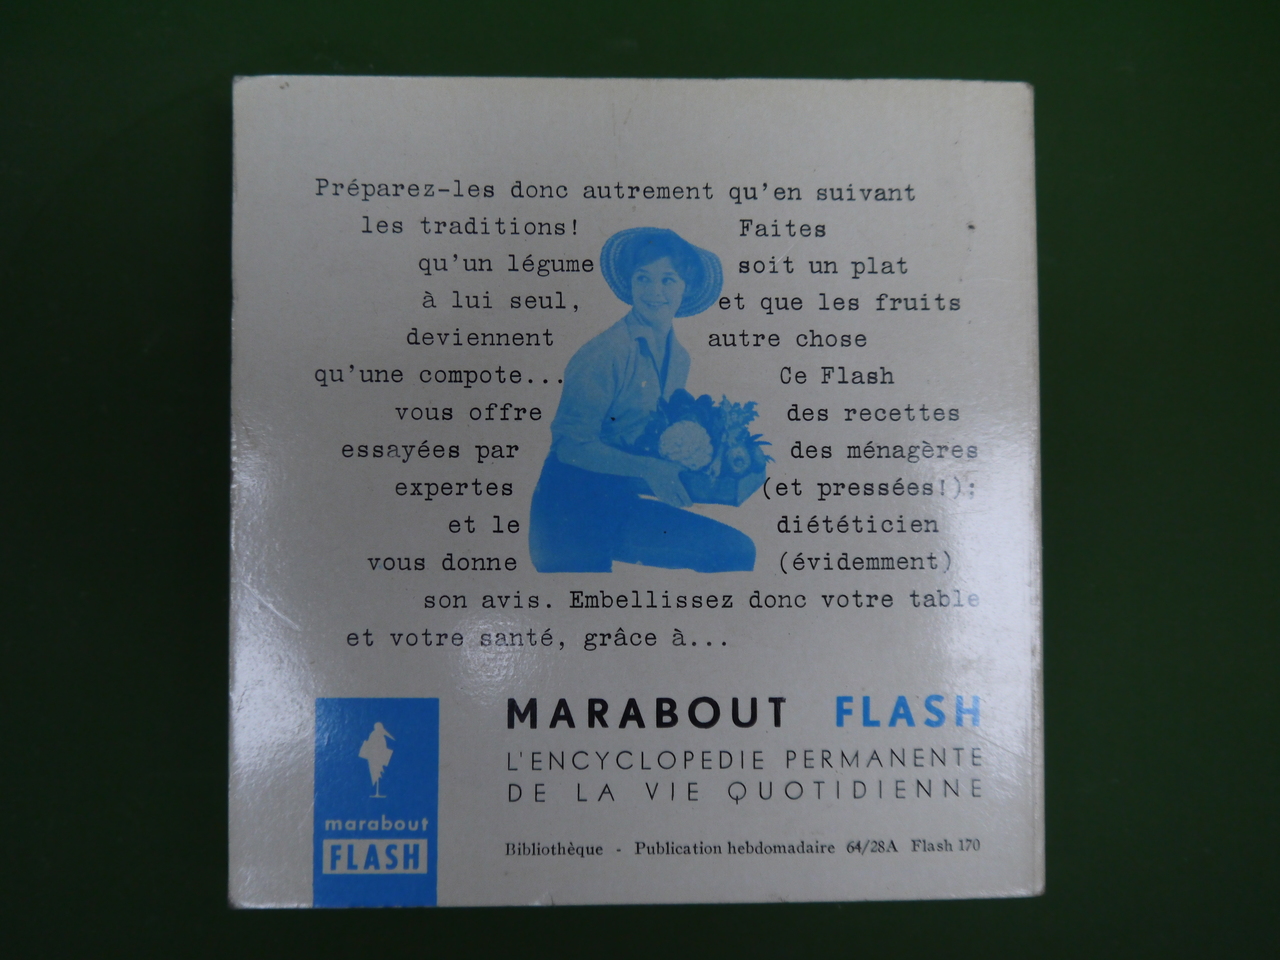 Préparez-les donc autrement qu'en suivant
les traditions! Faites
qu'un légume soit un plat
à lui seul, et que les fruits
deviennent autre chose
qu'une compote... Ce Flash
vous offre des recettes
essayées par des ménagères
expertes (et pressées!);
et le diététicien
vous donne (évidemment)
son avis. Embellissez donc votre table
et votre santé, grâce à...
MARABOUT FLASH
L'ENCYCLOPEDIE PERMANENTE
DE LA VIE QUOTIDIENNE
marabout
FLASH
Bibliothèque - Publication hebdomadaire 64/28A Flash 170